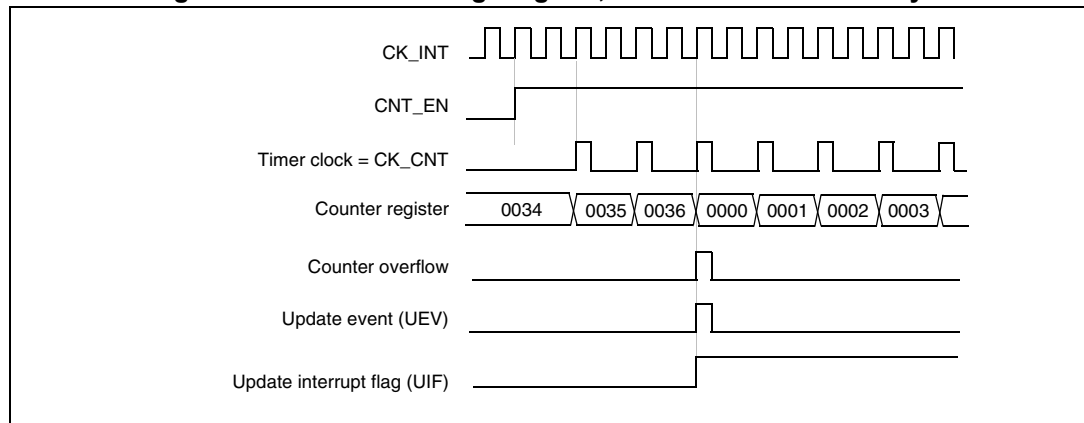 CK_INT
CNT_EN
Timer clock = CK_CNT
Counter register 0034 0035 0036 0000 0001 0002 0003
Counter overflow
Update event (UEV)
Update interrupt flag (UIF)